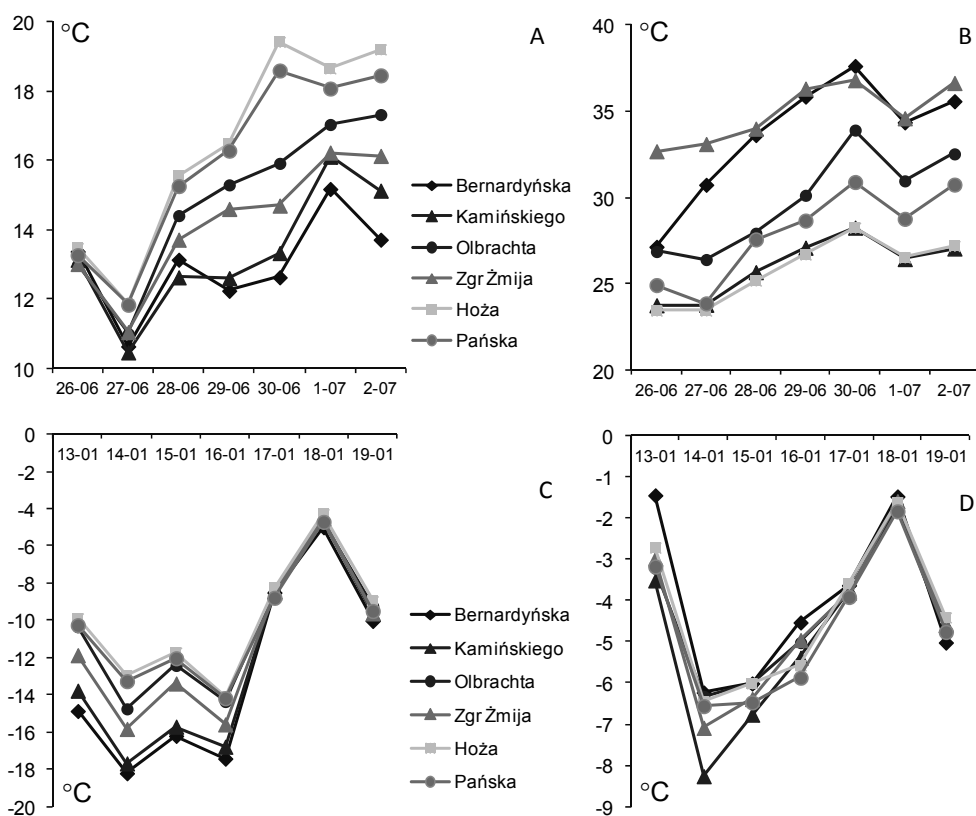 20
18
16
14
12
10
°C
A
26-06 27-06 28-06 29-06 30-06 1-07 2-07
Bernardyńska
Kamińskiego
Olbrachta
Zgr Żmija
Hoża
Pańska
40
35
30
25
20
°C
B
26-06 27-06 28-06 29-06 30-06 1-07 2-07
0
-2
-4
-6
-8
-10
-12
-14
-16
-18
-20
13-01 14-01 15-01 16-01 17-01 18-01 19-01
C
°C
Bernardyńska
Kamińskiego
Olbrachta
Zgr Żmija
Hoża
Pańska
0
-1
-2
-3
-4
-5
-6
-7
-8
-9
13-01 14-01 15-01 16-01 17-01 18-01 19-01
D
°C